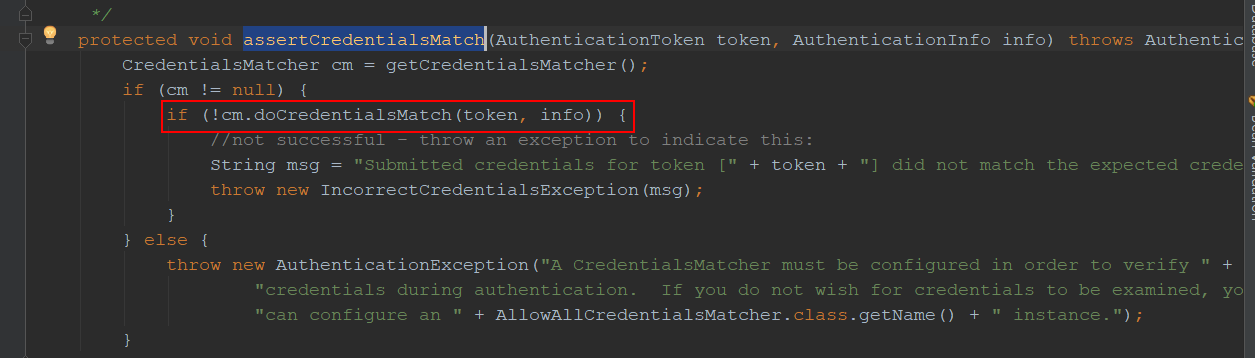 */
protected void assertCredentialsMatch(AuthenticationToken token, AuthenticationInfo info) throws Authentic
CredentialsMatcher cm = getCredentialsMatcher();
if (cm != null) {
if (!cm.doCredentialsMatch(token, info)) {
//not successful - throw an exception to indicate this:
String msg = "Submitted credentials for token [" + token + "] did not match the expected crede
throw new IncorrectCredentialsException(msg);
}
} else {
throw new AuthenticationException("A CredentialsMatcher must be configured in order to verify " +
"credentials during authentication.  If you do not wish for credentials to be examined, yo
"can configure an " + AllowAllCredentialsMatcher.class.getName() + " instance.");
}